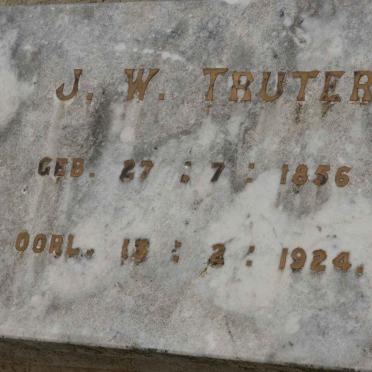 J. W. TRUTER
GEB. 27 : 7 : 1856
OORL. 13 : 2 : 1924.